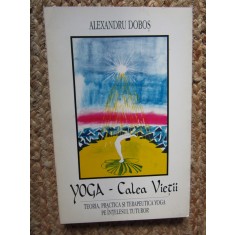 ALEXANDRU DOBOȘ
YOGA - Calea Vieții
TEORIA, PRACTICA ȘI TERAPEUTICA YOGA
PE ÎNȚELESUL TUTUROR